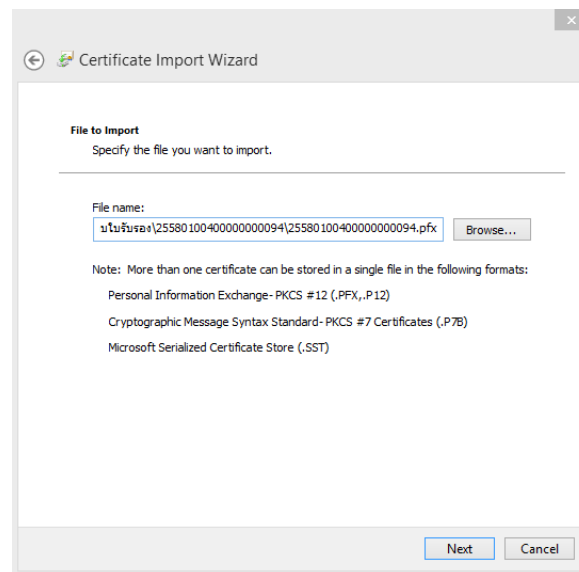 Certificate Import Wizard
File to Import
Specify the file you want to import.
File name:
บใบรับรอง\25580100400000000094\25580100400000000094.pfx
Browse...
Note: More than one certificate can be stored in a single file in the following formats:
Personal Information Exchange- PKCS #12 (.PFX,.P12)
Cryptographic Message Syntax Standard- PKCS #7 Certificates (.P7B)
Microsoft Serialized Certificate Store (.SST)
Next
Cancel